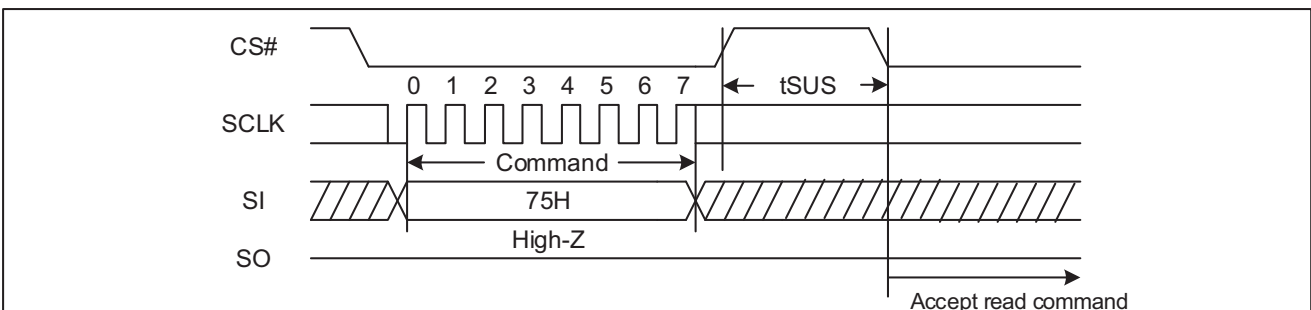 CS#
0 1 2 3 4 5 6 7
tSUS
SCLK
Command
SI
75H
High-Z
SO
Accept read command